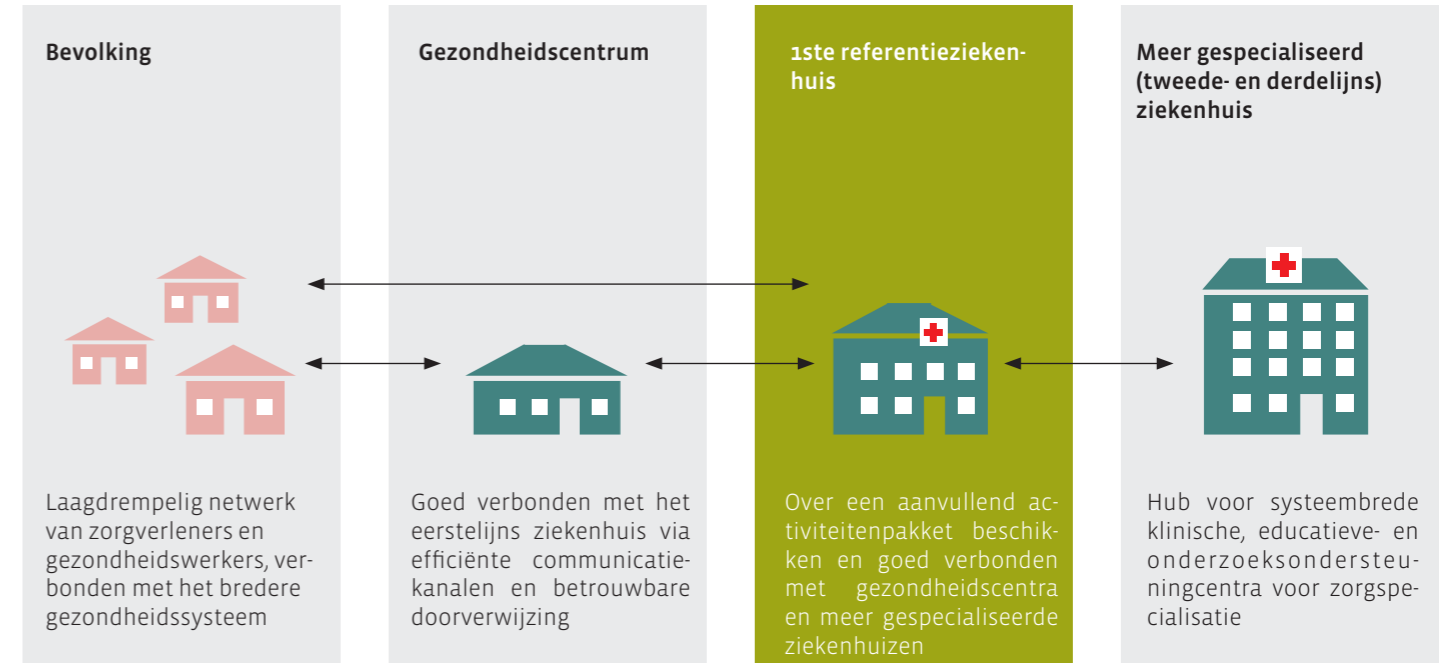 Bevolking
Laagdrempelig netwerk
van zorgverleners en
gezondheidswerkers, ver-
bonden met het bredere
gezondheidssysteem
Gezondheidscentrum
Goed verbonden met het
eerstelijns ziekenhuis via
efficiënte communicatie-
kanalen en betrouwbare
doorverwijzing
1ste referentiezieken-
huis
Over een aanvullend ac-
tiviteitenpakket beschik-
ken en goed verbonden
met gezondheidscentra
en meer gespecialiseerde
ziekenhuizen
Meer gespecialiseerd
(tweede- en derdelijns)
ziekenhuis
Hub voor systeembrede
klinische, educatieve- en
onderzoeksondersteu-
ningcentra voor zorgspe-
cialisatie